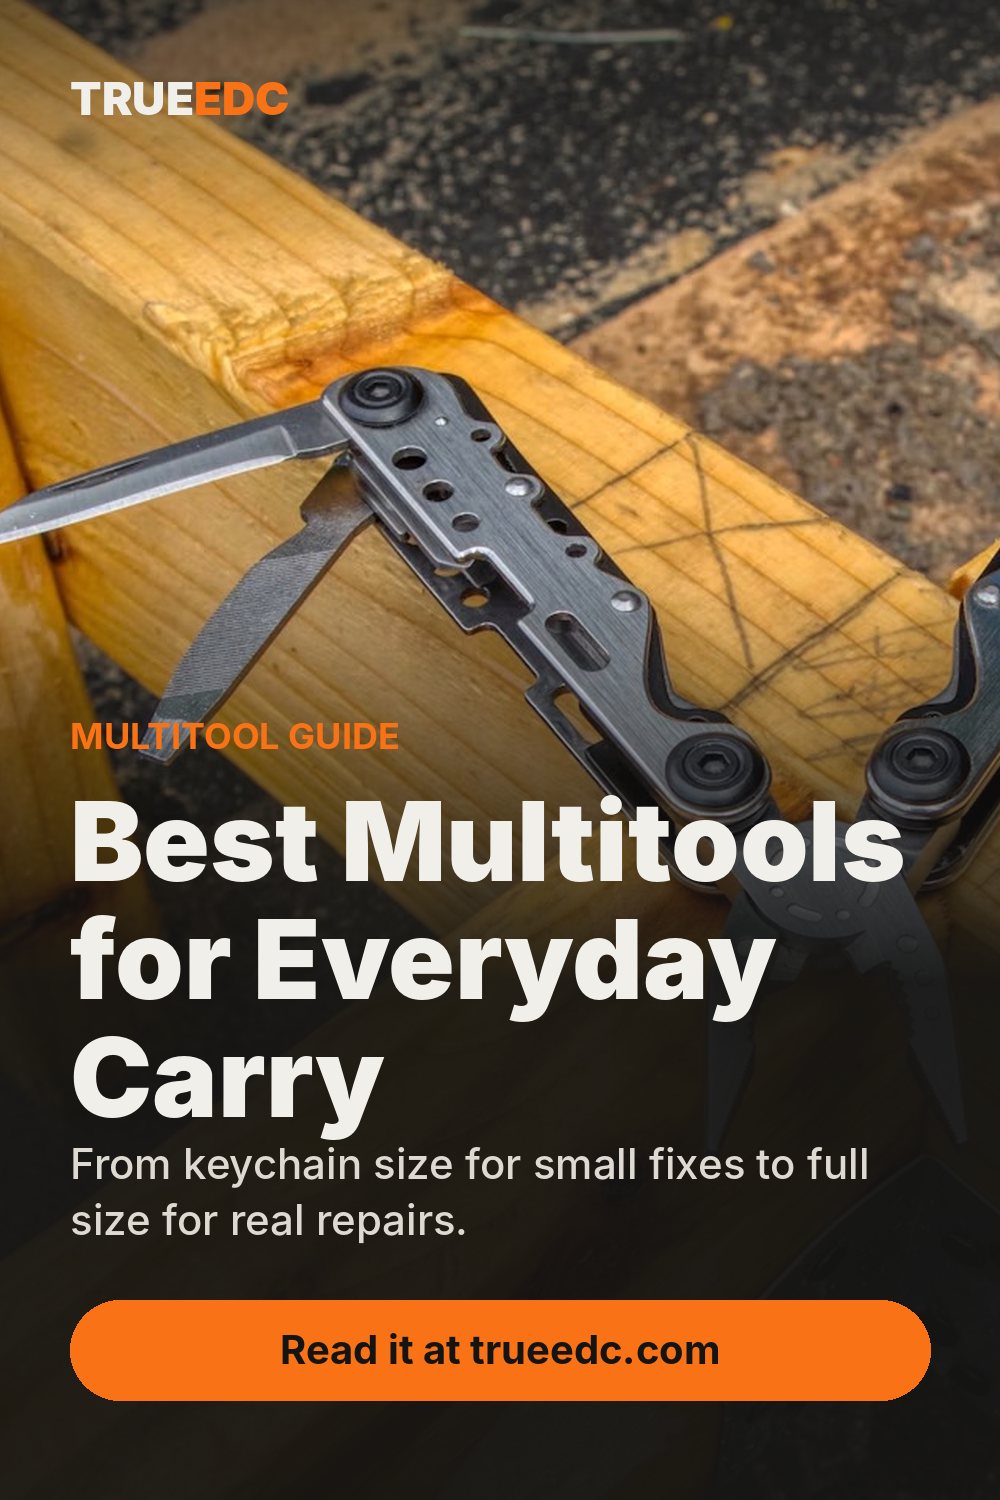 TRUEEDC
MULTITOOL GUIDE
Best Multitools
for Everyday
Carry
From keychain size for small fixes to full
size for real repairs.
Read it at trueedc.com